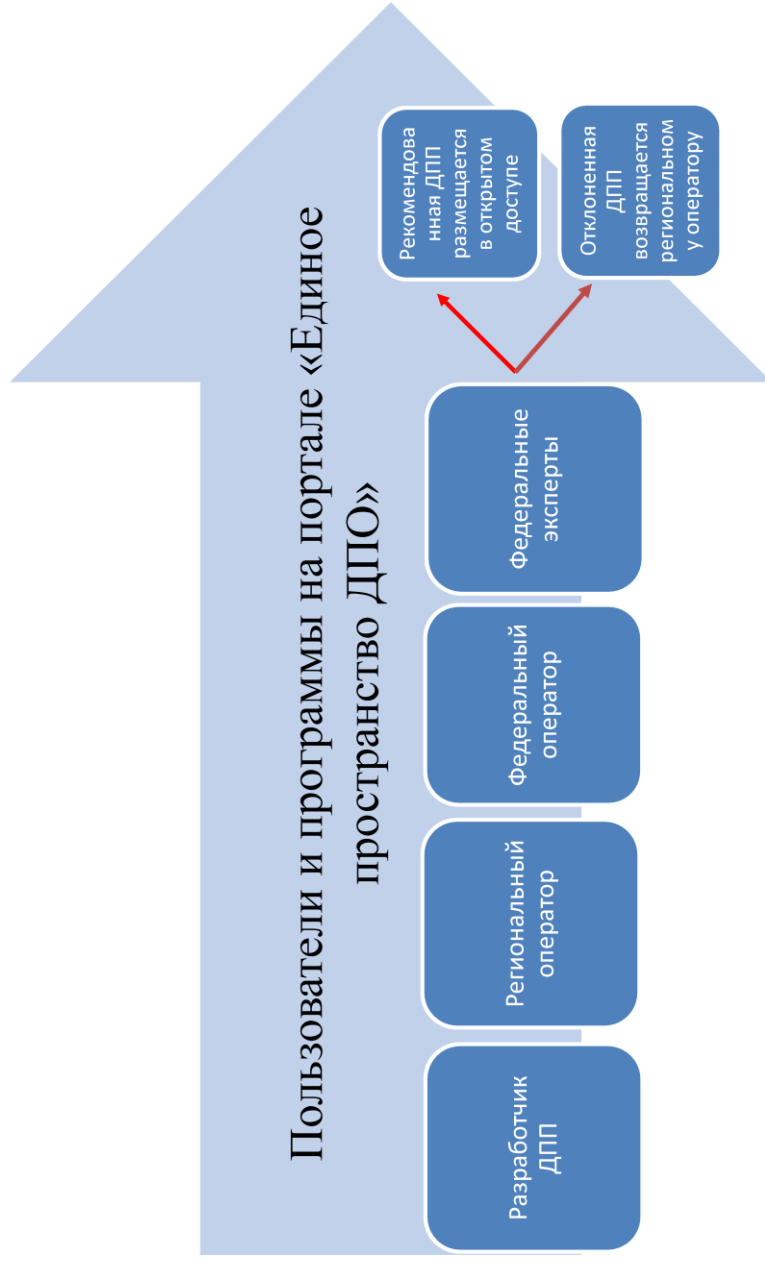 Пользователи и программы на портале «Единое
пространство ДПО»
Разработчик
ДПП
Региональный
оператор
Федеральный
оператор
Федеральные
эксперты
Рекомендова
нная ДПП
размещается
в открытом
доступе
Отклоненная
ДПП
возвращается
региональном
у оператору